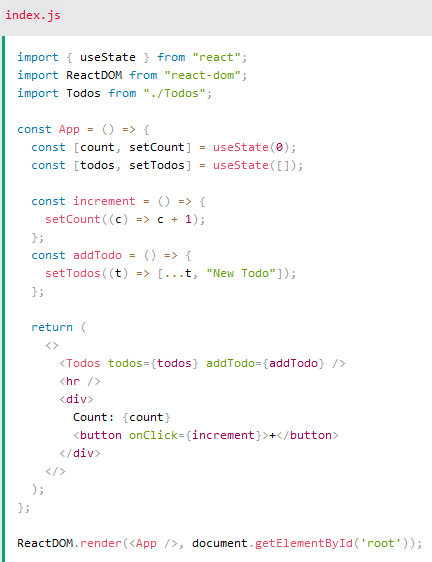 index.js
import { useState } from "react";
import ReactDOM from "react-dom";
import Todos from "./Todos";
const App = () => {
const [count, setCount] = useState(0);
const [todos, setTodos] = useState([]);
const increment = () => {
setCount((c) => c + 1);
};
const addTodo = () => {
setTodos((t) => [...t, "New Todo"]);
};
return (
<>
<Todos todos={todos} addTodo={addTodo} />
<hr />
<div>
Count: {count}
<button onClick={increment}>+</button>
</div>
</>
);
};
ReactDOM.render(<App />, document.getElementById('root'));